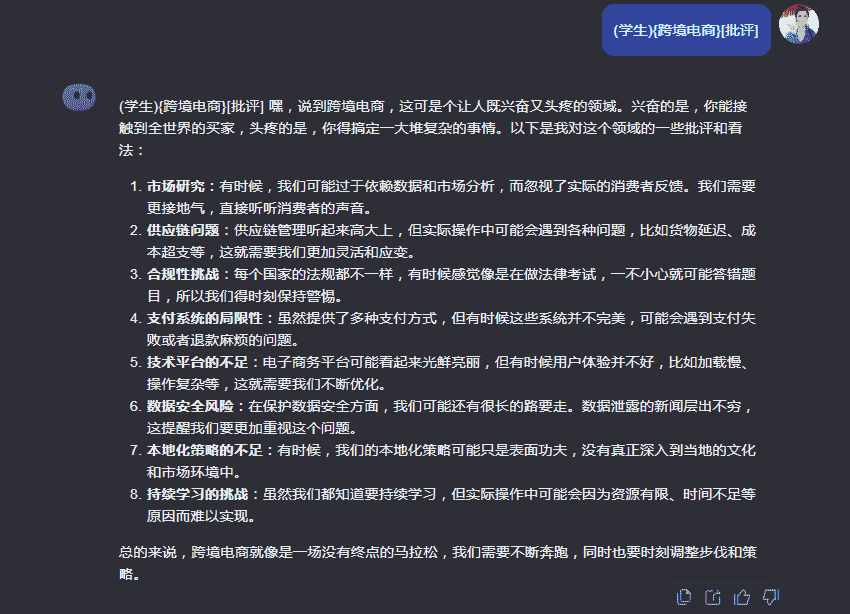 (学生){跨境电商}[批评]
(学生){跨境电商}[批评] 嘿，说到跨境电商，这可是个让人既兴奋又头疼的领域。兴奋的是，你能接
触到全世界的买家，头疼的是，你得搞定一大堆复杂的事情。以下是我对这个领域的一些批评和看
法：
1. 市场研究：有时候，我们可能过于依赖数据和市场分析，而忽视了实际的消费者反馈。我们需要
更接地气，直接听听消费者的声音。
2. 供应链问题：供应链管理听起来高大上，但实际操作中可能会遇到各种问题，比如货物延迟、成
本超支等，这就需要我们更加灵活和应变。
3. 合规性挑战：每个国家的法规都不一样，有时候感觉像是在做法律考试，一不小心就可能答错题
目，所以我们得时刻保持警惕。
4. 支付系统的局限性：虽然提供了多种支付方式，但有时候这些系统并不完美，可能会遇到支付失
败或者退款麻烦的问题。
5. 技术平台的不足：电子商务平台可能看起来光鲜亮丽，但有时候用户体验并不好，比如加载慢、
操作复杂等，这就需要我们不断优化。
6. 数据安全风险：在保护数据安全方面，我们可能还有很长的路要走。数据泄露的新闻层出不穷，
这提醒我们要更加重视这个问题。
7. 本地化策略的不足：有时候，我们的本地化策略可能只是表面功夫，没有真正深入到当地的文化
和市场环境中。
8. 持续学习的挑战：虽然我们都知道要持续学习，但实际操作中可能会因为资源有限、时间不足等
原因而难以实现。
总的来说，跨境电商就像是一场没有终点的马拉松，我们需要不断奔跑，同时也要时刻调整步伐和策
略。